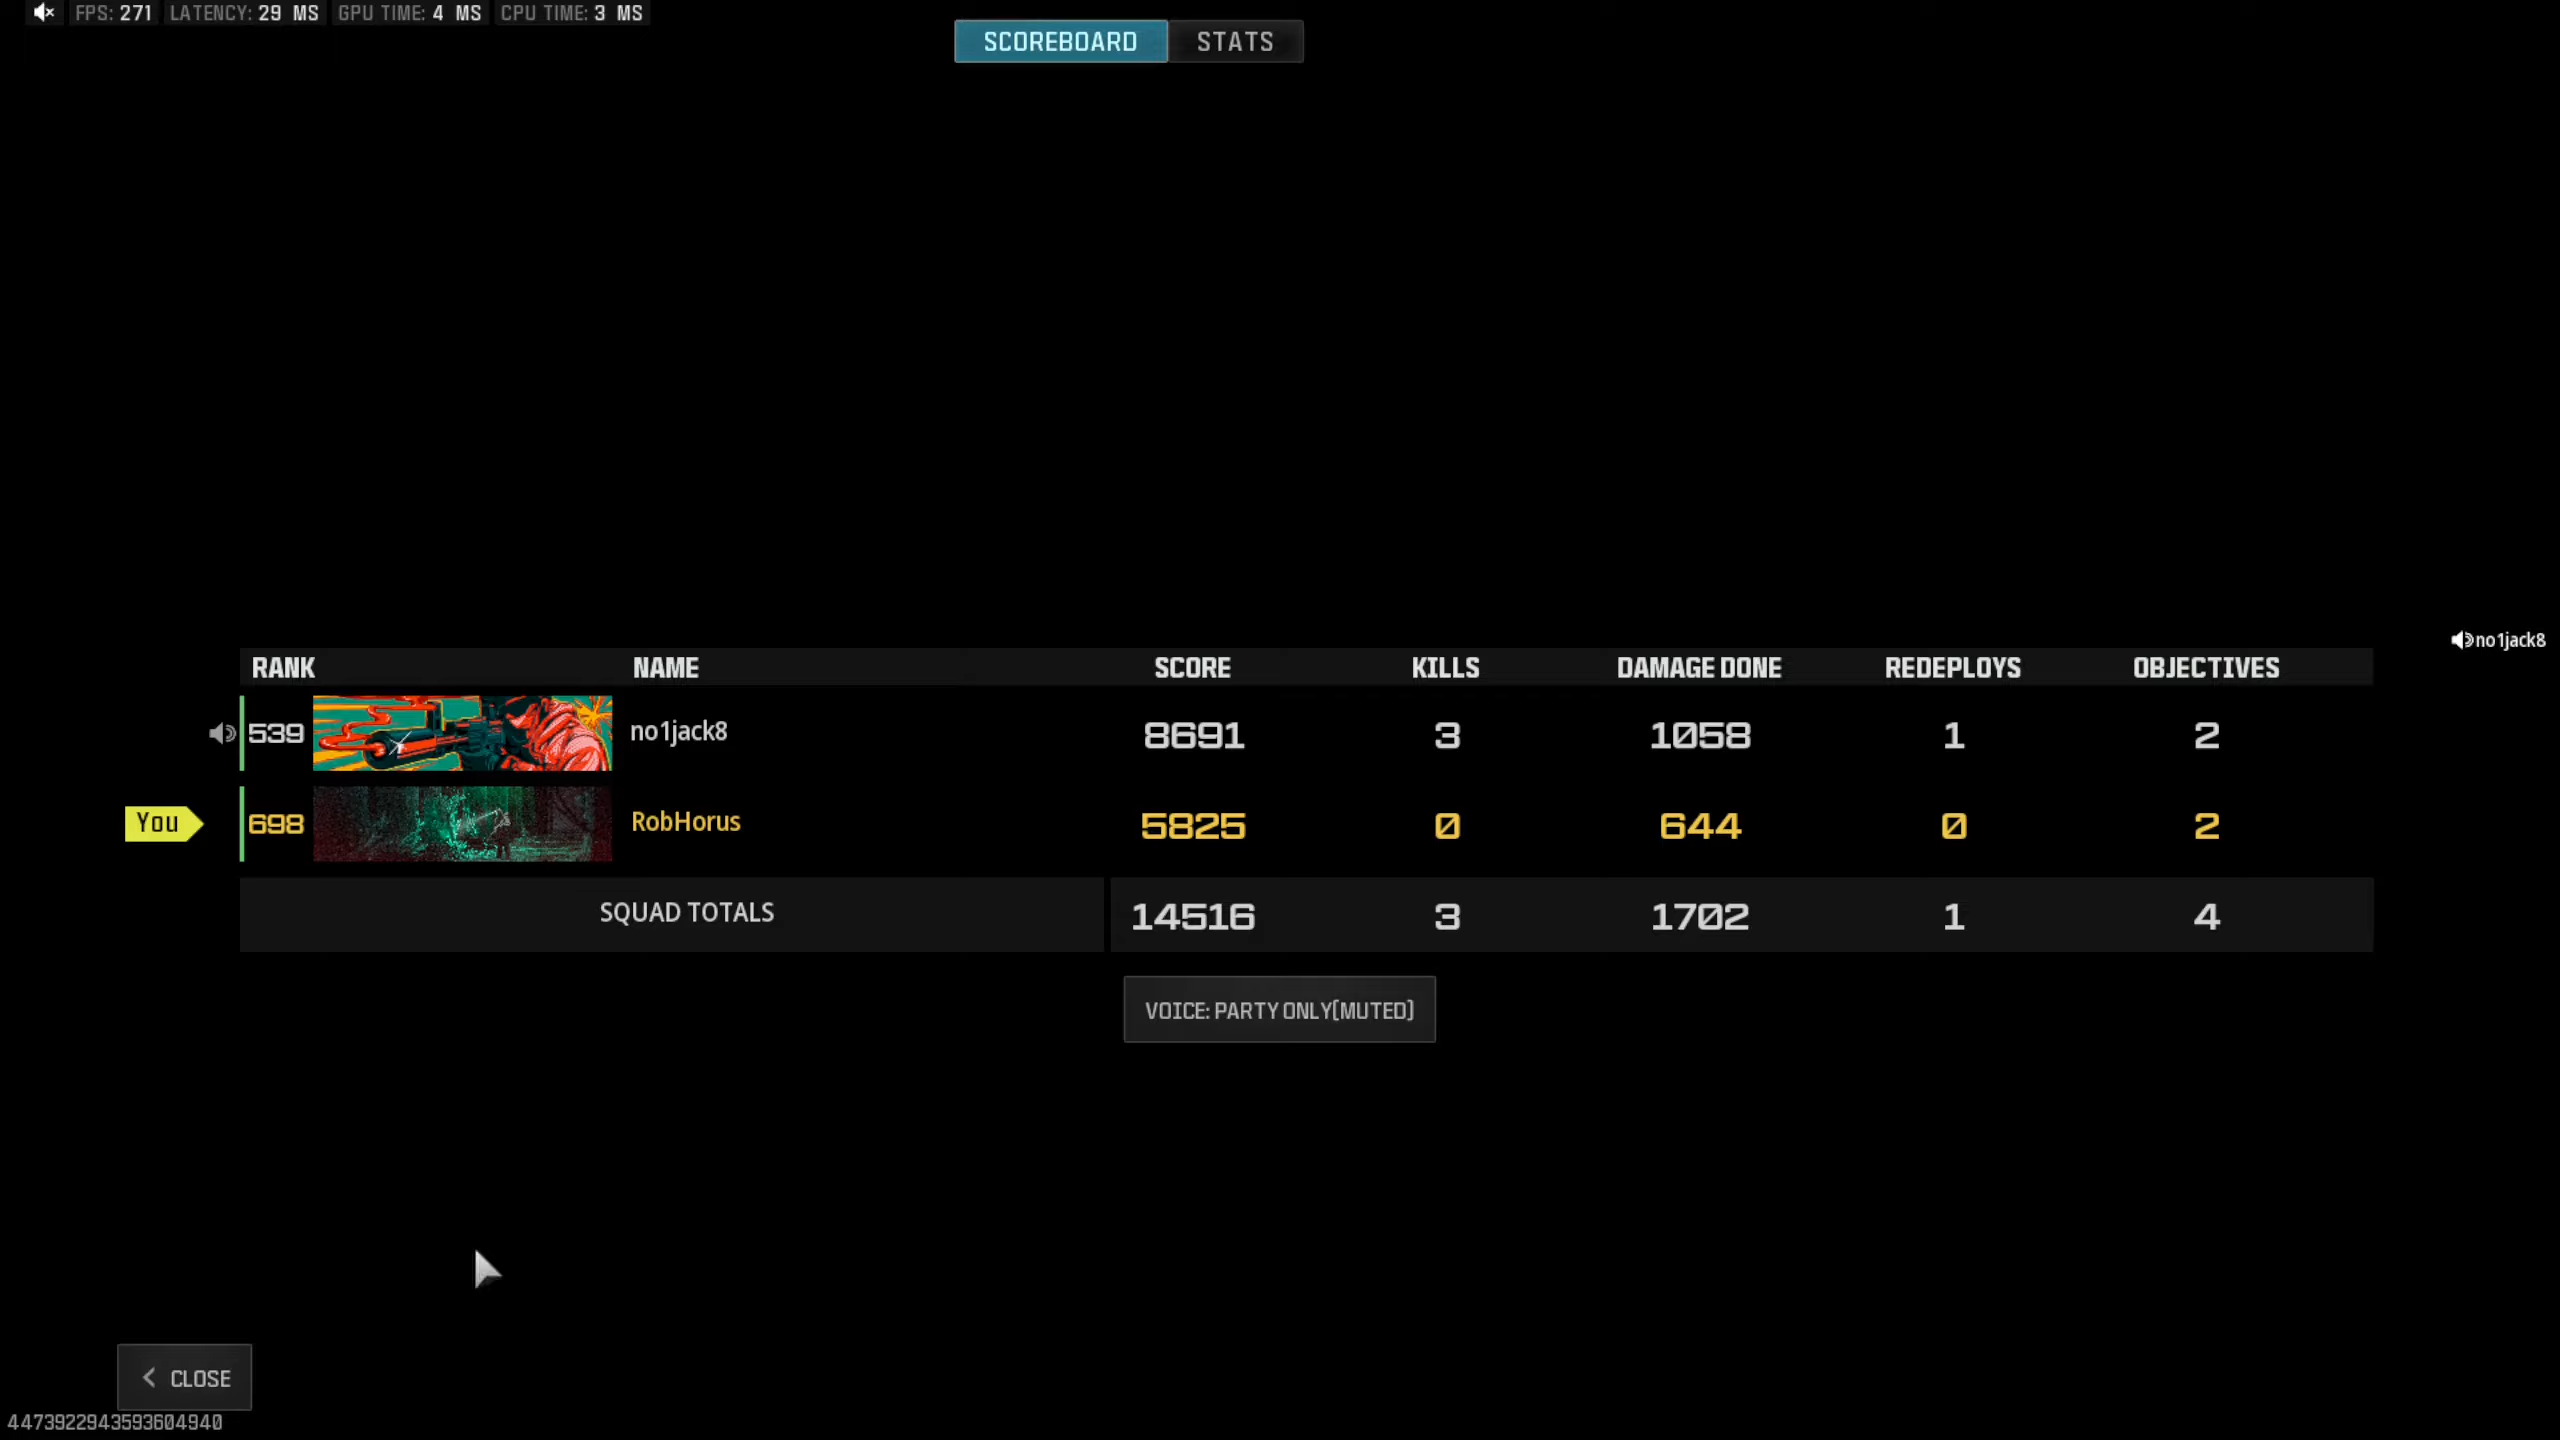 FPS: 271 LATENCY: 29 MS GPU TIME: 4 MS CPU TIME: 3 MS
SCOREBOARD STATS
no1jack8
RANK NAME SCORE KILLS DAMAGE DONE REDEPLOYS OBJECTIVES
539 no1jack8 8691 3 1058 1 2
You 698 RobHorus 5825 0 644 0 2
SQUAD TOTALS 14516 3 1702 1 4
VOICE: PARTY ONLY(MUTED)
CLOSE
4473922943593604940